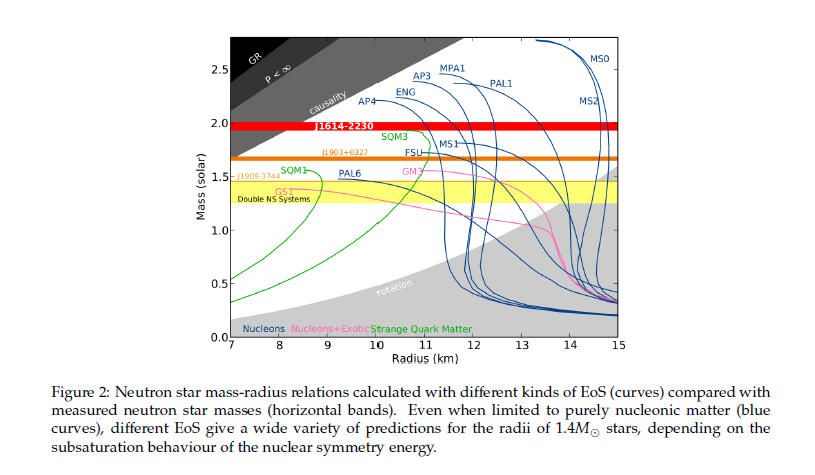 GR
P < ∞
causality
MS0
MPA1
AP3
PAL1
ENG
AP4
MS2
J1614-2230
SQM3
MS1
J1903+0327
FSU
SQM1
GM3
J1909-3744
PAL6
GS1
Double NS Systems
rotation
Nucleons Nucleons+Exotic Strange Quark Matter
Mass (solar)
2.5
2.0
1.5
1.0
0.5
0.0
7 8 9 10 11 12 13 14 15
Radius (km)
Figure 2: Neutron star mass-radius relations calculated with different kinds of EoS (curves) compared with
measured neutron star masses (horizontal bands). Even when limited to purely nucleonic matter (blue
curves), different EoS give a wide variety of predictions for the radii of 1.4M⊙ stars, depending on the
subsaturation behaviour of the nuclear symmetry energy.